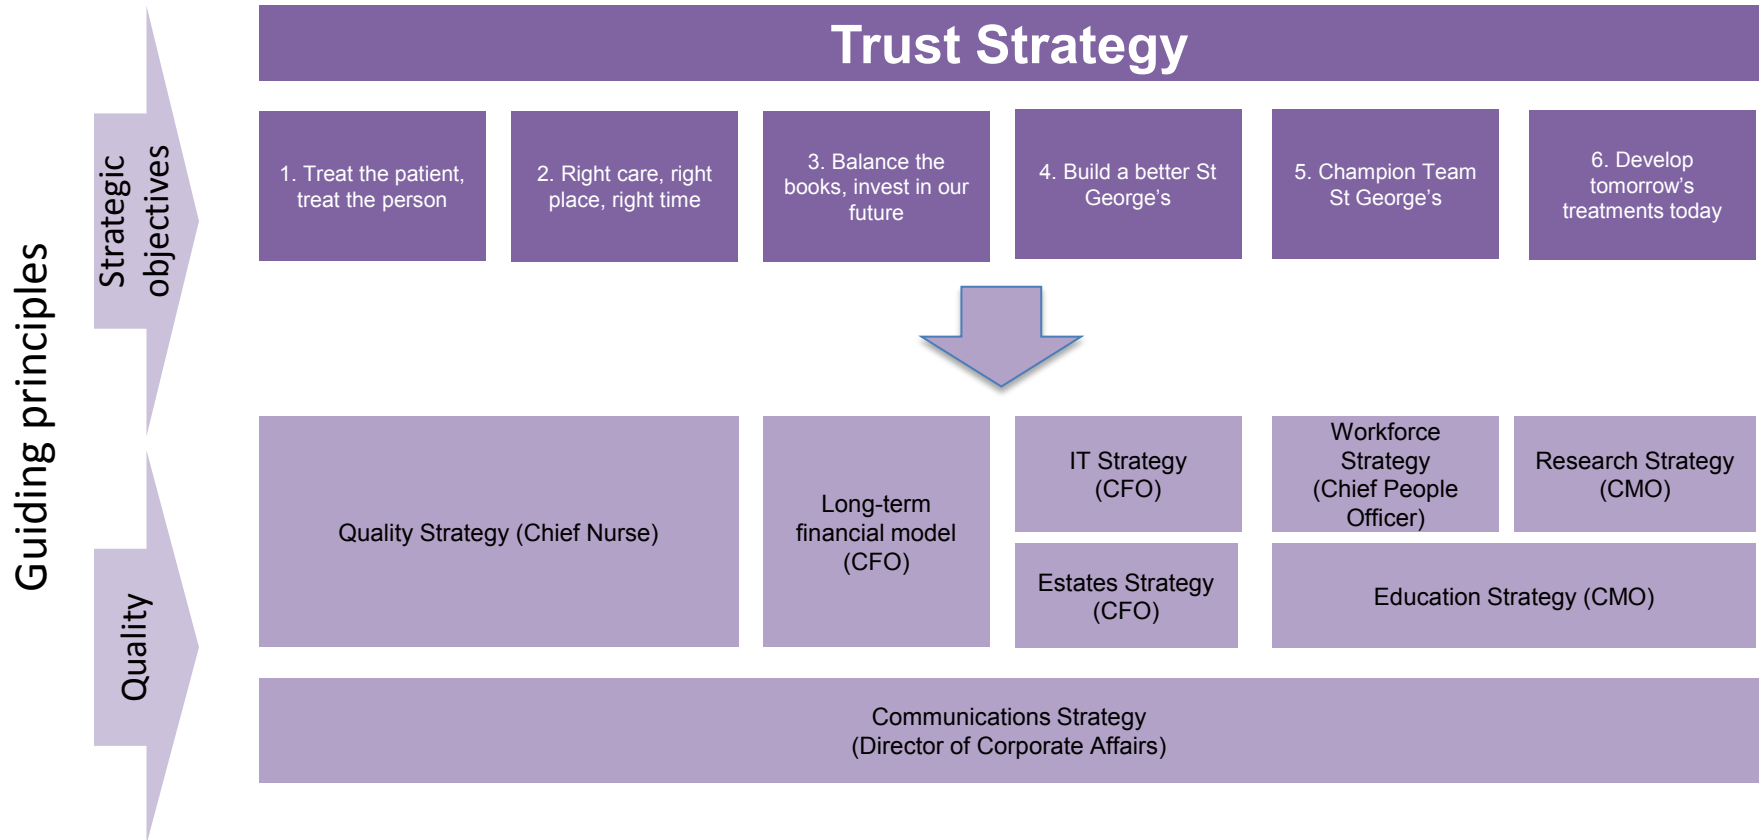 Trust Strategy
Guiding principles
Strategic
objectives
1. Treat the patient,
treat the person
2. Right care, right
place, right time
3. Balance the
books, invest in our
future
4. Build a better St
George’s
5. Champion Team
St George’s
6. Develop
tomorrow’s
treatments today
Quality
Quality Strategy (Chief Nurse)
Long-term
financial model
(CFO)
IT Strategy
(CFO)
Estates Strategy
(CFO)
Workforce
Strategy
(Chief People
Officer)
Research Strategy
(CMO)
Education Strategy (CMO)
Communications Strategy
(Director of Corporate Affairs)